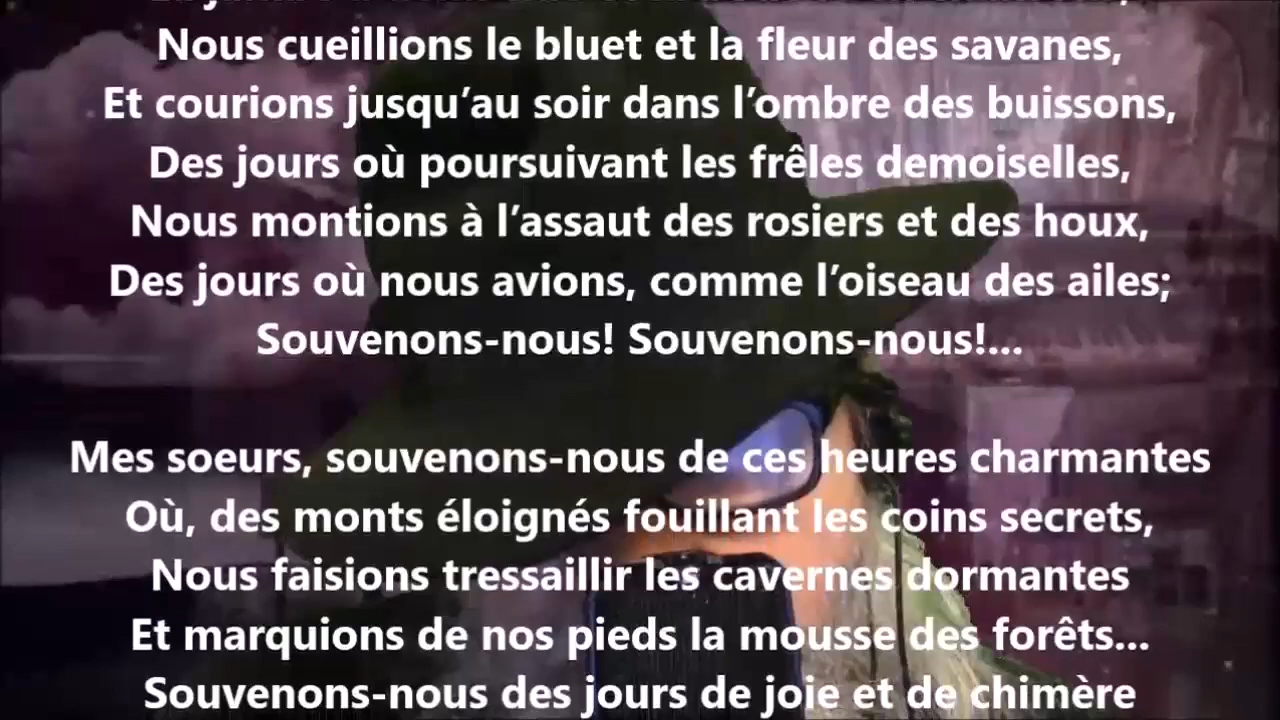 Nous cueillions le bluet et la fleur des savanes,
Et courions jusqu’au soir dans l’ombre des buissons,
Des jours où poursuivant les frêles demoiselles,
Nous montions à l’assaut des rosiers et des houx,
Des jours où nous avions, comme l’oiseau des ailes;
Souvenons-nous! Souvenons-nous!...
Mes soeurs, souvenons-nous de ces heures charmantes
Où, des monts éloignés fouillant les coins secrets,
Nous faisions tressaillir les cavernes dormantes
Et marquions de nos pieds la mousse des forêts...
Souvenons-nous des jours de joie et de chimère